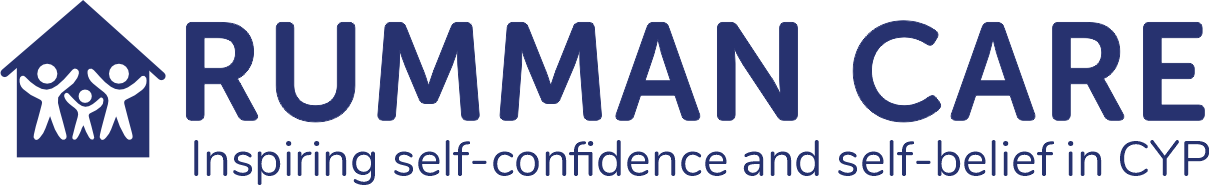 RUMMAN CARE
Inspiring self-confidence and self-belief in CYP